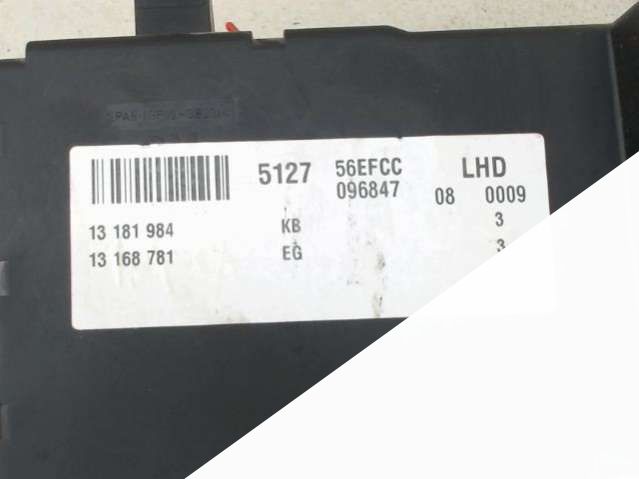 5127 56EFCC LHD
096847 08 0009
13 181 984 KB 3
13 168 781 EG 3